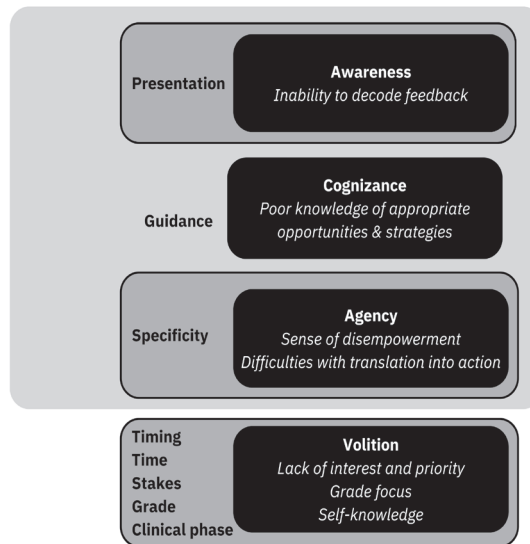 Presentation
Awareness
Inability to decode feedback
Guidance
Cognizance
Poor knowledge of appropriate
opportunities & strategies
Specificity
Agency
Sense of disempowerment
Difficulties with translation into action
Timing
Time
Stakes
Grade
Clinical phase
Volition
Lack of interest and priority
Grade focus
Self-knowledge